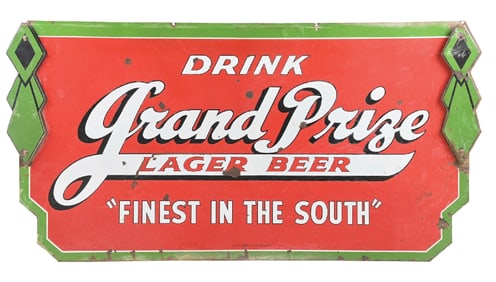 DRINK
Grand Prize
LAGER BEER
"FINEST IN THE SOUTH"